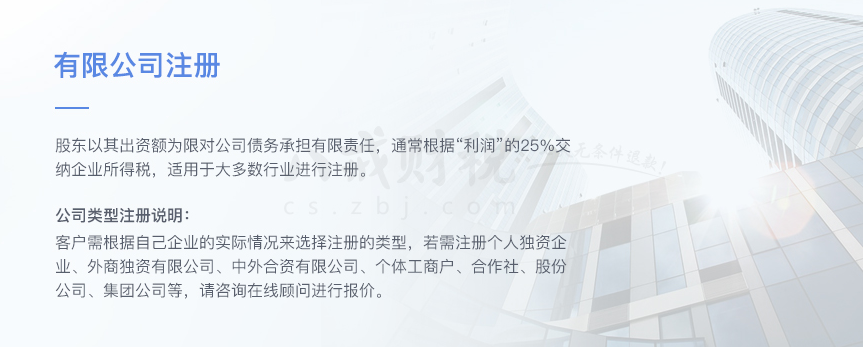 有限公司注册
股东以其出资额为限对公司债务承担有限责任，通常根据“利润”的25%交
纳企业所得税，适用于大多数行业进行注册。
公司类型注册说明：
客户需根据自己企业的实际情况来选择注册的类型，若需注册个人独资企
业、外商独资有限公司、中外合资有限公司、个体工商户、合作社、股份
公司、集团公司等，请咨询在线顾问进行报价。
cs.zbj.com